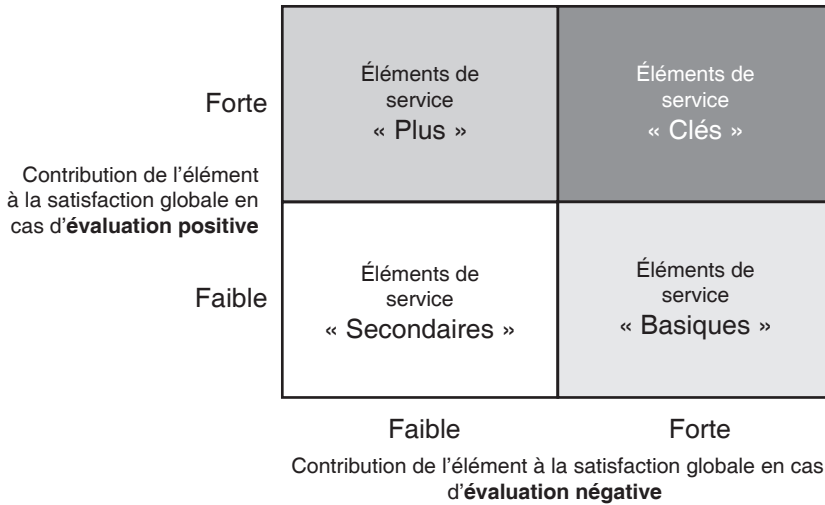 Forte
Contribution de l'élément
à la satisfaction globale en
cas d'évaluation positive
Faible
Éléments de
service
« Plus »
Éléments de
service
« Clés »
Éléments de
service
« Secondaires »
Éléments de
service
« Basiques »
Faible
Forte
Contribution de l'élément à la satisfaction globale en cas
d'évaluation négative